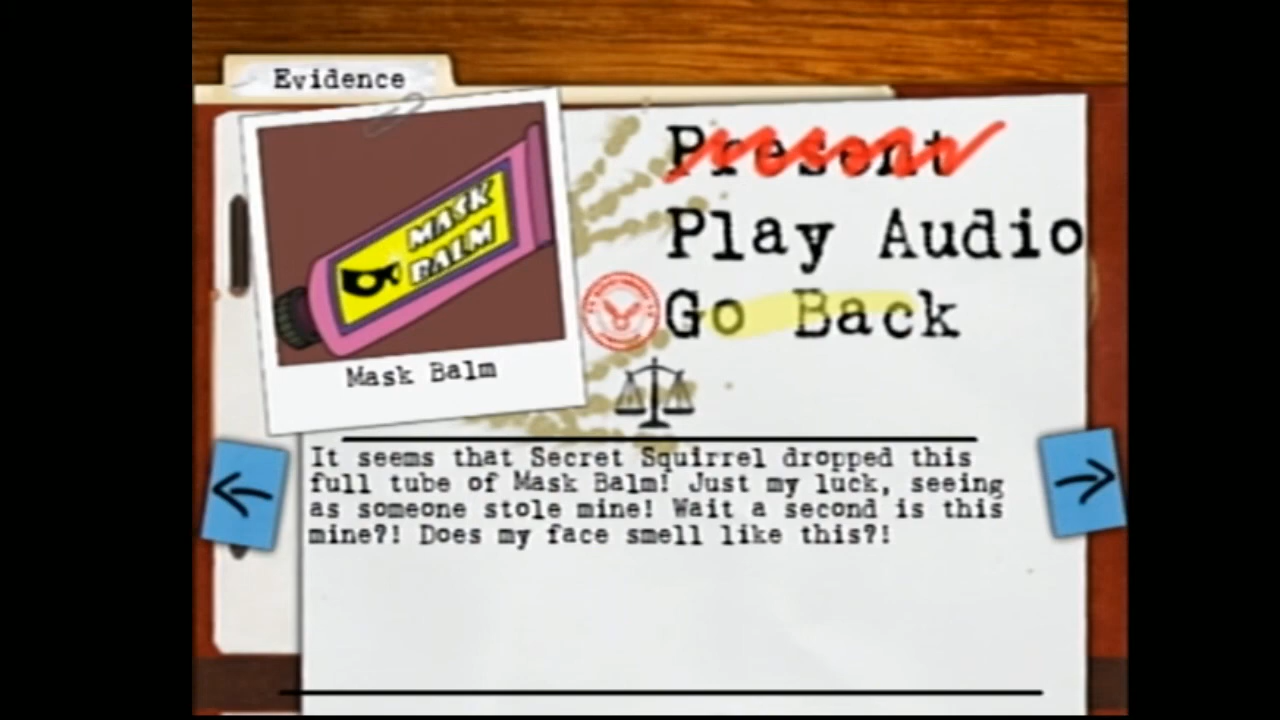 Evidence
Present
Play Audio
MASK
BALM
Go Back
Mask Balm
It seems that Secret Squirrel dropped this
full tube of Mask Balm! Just my luck, seeing
as someone stole mine! Wait a second is this
mine?! Does my face smell like this?!